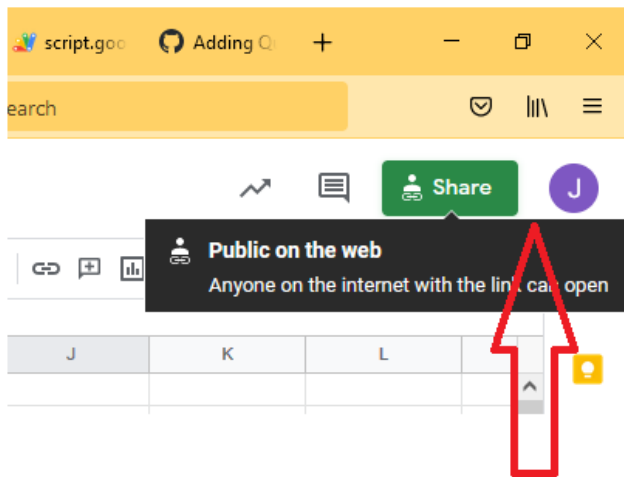 script.goo
Adding Q
earch
Share
J
Public on the web
Anyone on the internet with the link can open
J
K
L